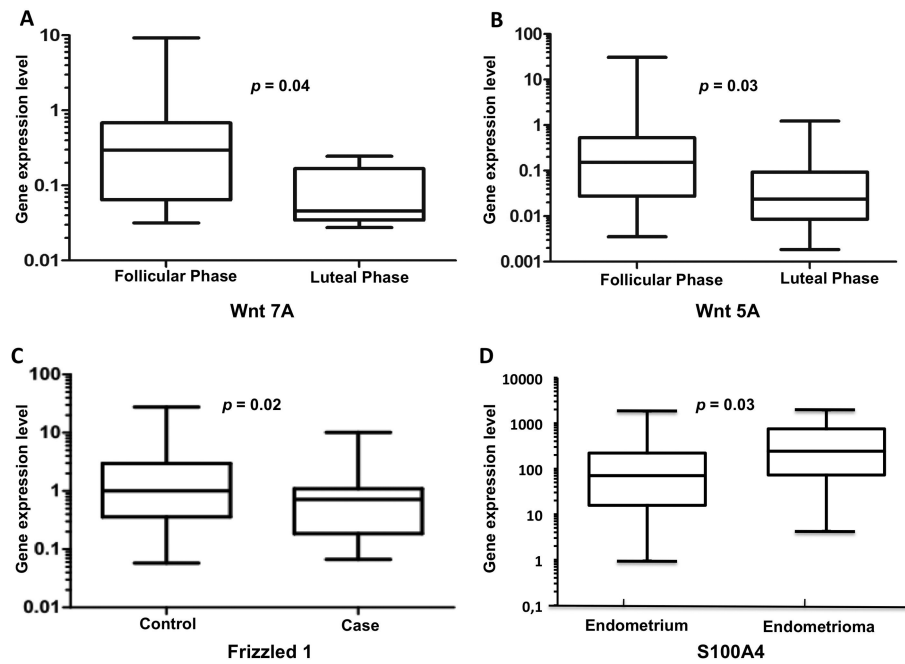 A
Gene expression level
10
1
0.1
0.01
p = 0.04
Follicular Phase
Luteal Phase
Wnt 7A
B
Gene expression level
100
10
1
0.1
0.01
0.001
p = 0.03
Follicular Phase
Luteal Phase
Wnt 5A
C
Gene expression level
100
10
1
0.1
0.01
p = 0.02
Control
Case
Frizzled 1
D
Gene expression level
10000
1000
100
10
1
0,1
p = 0.03
Endometrium
Endometrioma
S100A4